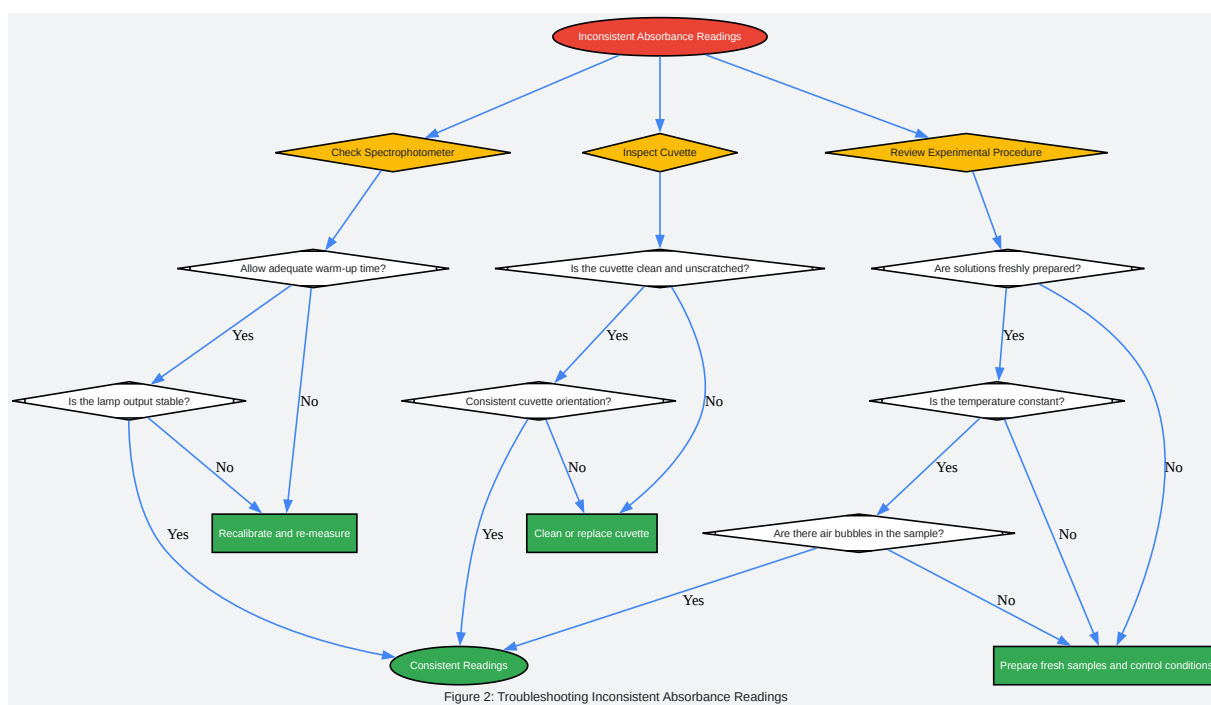 Inconsistent Absorbance Readings
Check Spectrophotometer
Inspect Cuvette
Review Experimental Procedure
Allow adequate warm-up time?
Is the cuvette clean and unscratched?
Are solutions freshly prepared?
Yes
Yes
Yes
Is the lamp output stable?
No
Consistent cuvette orientation?
No
Is the temperature constant?
No
No
Yes
No
Yes
Recalibrate and re-measure
Yes
Clean or replace cuvette
Are there air bubbles in the sample?
No
Yes
No
Consistent Readings
Prepare fresh samples and control conditions
Figure 2: Troubleshooting Inconsistent Absorbance Readings